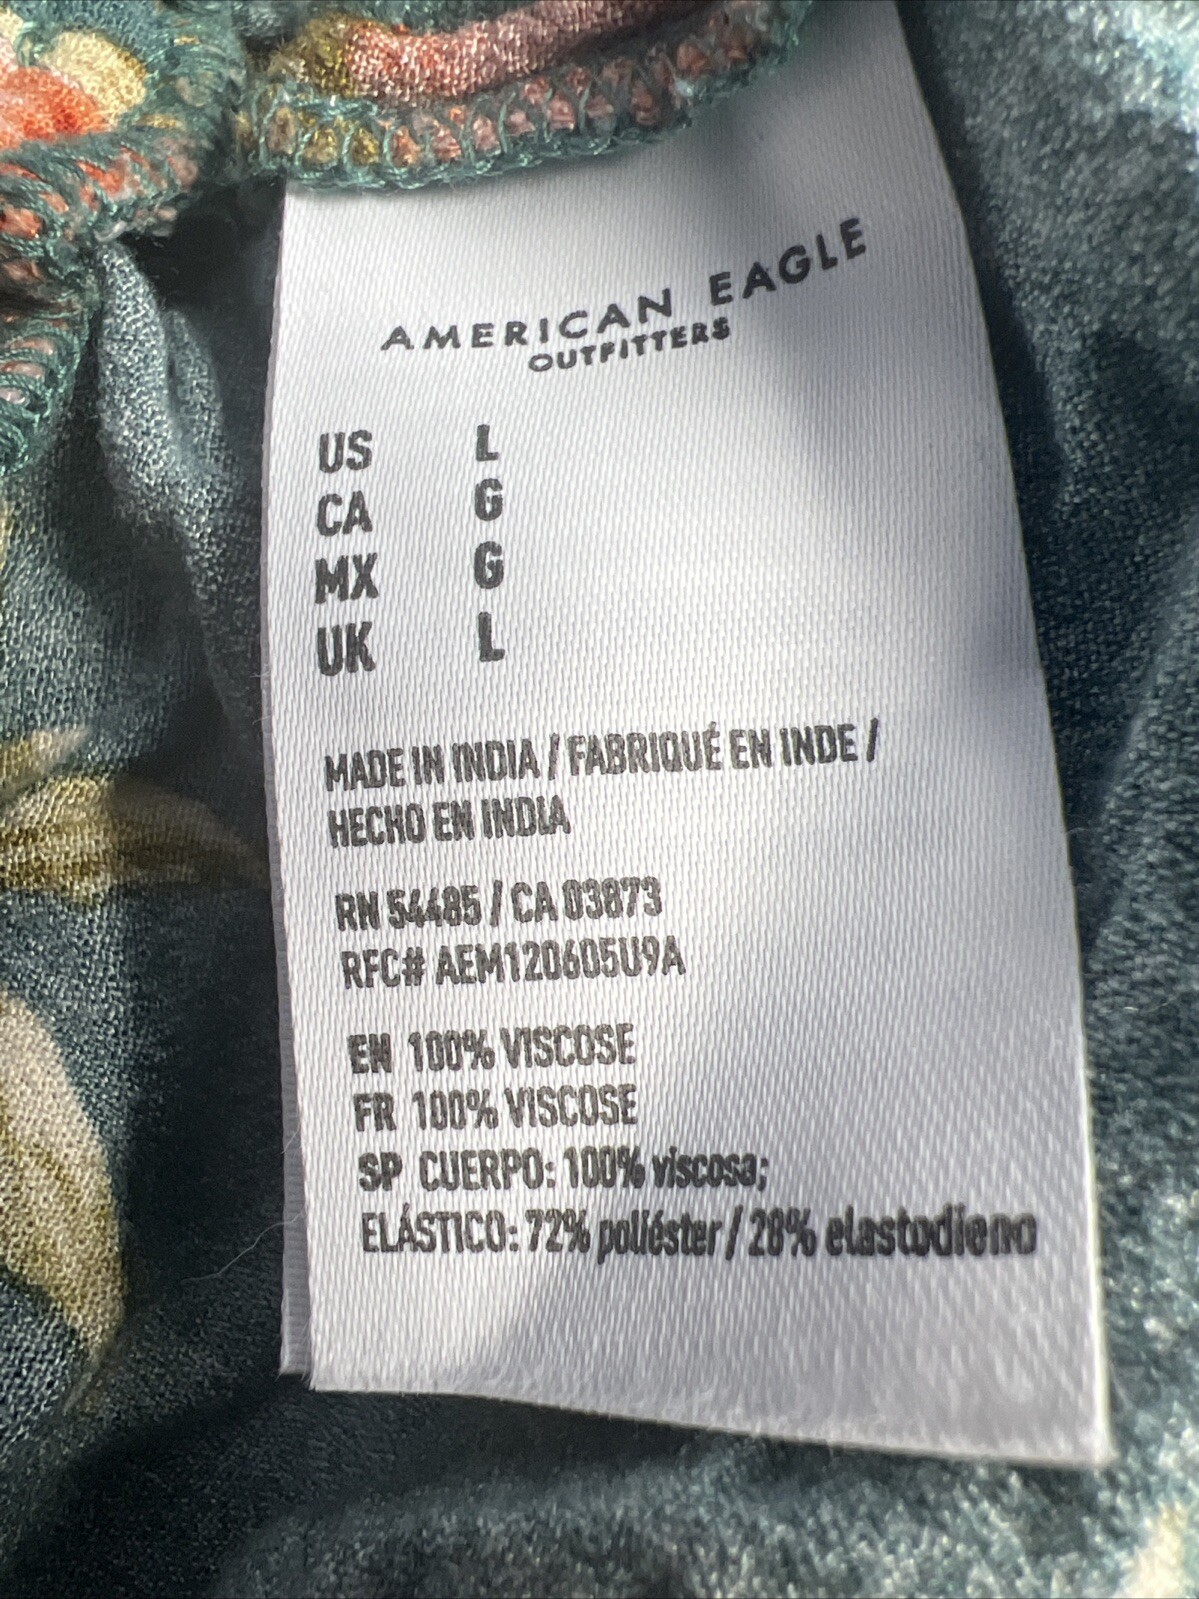 AMERICAN EAGLE
OUTFITTERS
US L
CA G
MX G
UK L
MADE IN INDIA / FABRIQUÉ EN INDE /
HECHO EN INDIA
RN 54485 / CA 03873
RFC# AEM120605U9A
EN 100% VISCOSE
FR 100% VISCOSE
SP CUERPO: 100% viscosa;
ELÁSTICO: 72% poliéster / 28% elastodieno